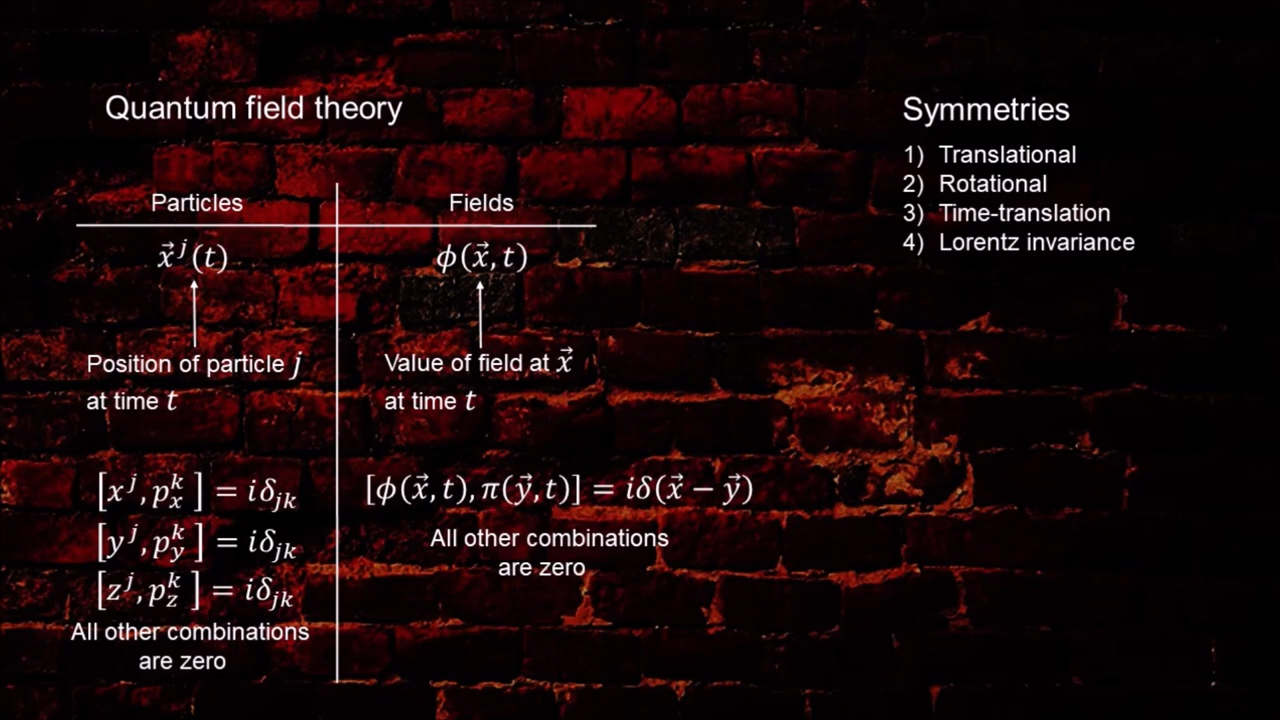 Quantum field theory
Particles
Fields
x⃗ʲ(t)
ϕ(x⃗, t)
Position of particle j
at time t
Value of field at x⃗
at time t
[xʲ, pₓᵏ] = iδⱼₖ
[yʲ, p_yᵏ] = iδⱼₖ
[zʲ, p_zᵏ] = iδⱼₖ
All other combinations
are zero
[ϕ(x⃗, t), π(y⃗, t)] = iδ(x⃗ − y⃗)
All other combinations
are zero
Symmetries
1) Translational
2) Rotational
3) Time-translation
4) Lorentz invariance